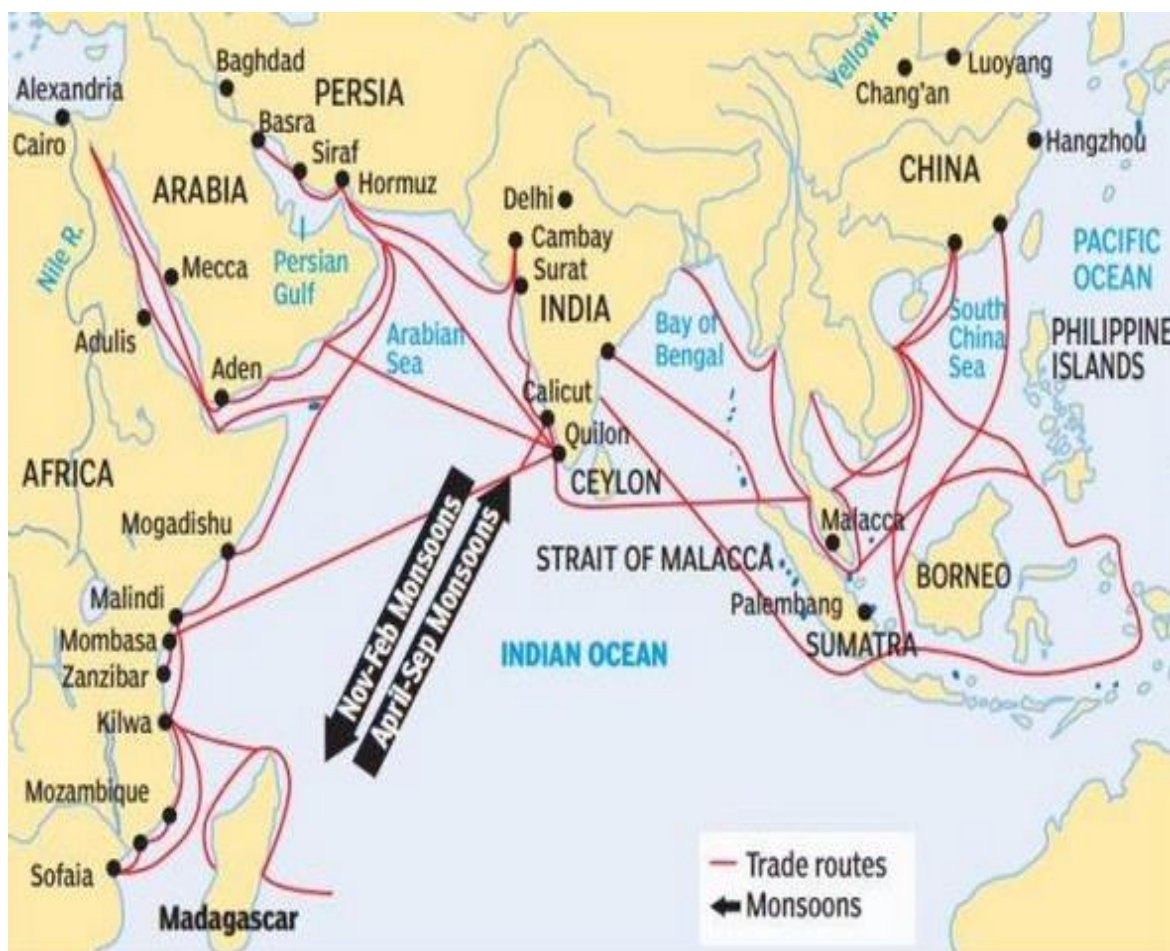 Baghdad
Alexandria
PERSIA
Cairo
Basra
Siraf
ARABIA
Hormuz
Nile R.
Persian
Gulf
Mecca
Adulis
Aden
Arabian
Sea
Delhi
Cambay
Surat
INDIA
Calicut
Quilon
CEYLON
Bay of
Bengal
Yellow R.
Luoyang
Chang'an
Hangzhou
CHINA
PACIFIC
OCEAN
South
China
Sea
PHILIPPINE
ISLANDS
AFRICA
Mogadishu
Malindi
Mombasa
Zanzibar
Kilwa
Mozambique
Sofaia
Madagascar
Nov-Feb Monsoons
April-Sep Monsoons
STRAIT OF MALACCA
Malacca
BORNEO
Palembang
SUMATRA
INDIAN OCEAN
Trade routes
Monsoons